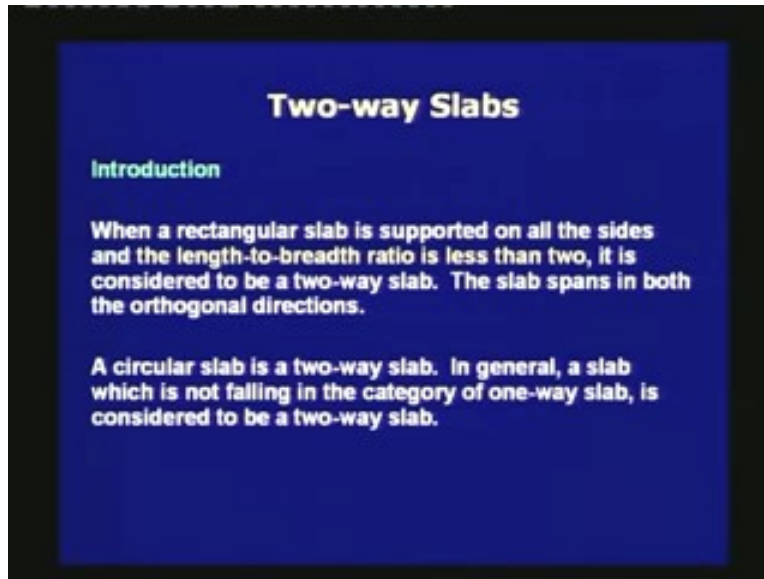 Two-way Slabs
Introduction
When a rectangular slab is supported on all the sides
and the length-to-breadth ratio is less than two, it is
considered to be a two-way slab. The slab spans in both
the orthogonal directions.
A circular slab is a two-way slab. In general, a slab
which is not falling in the category of one-way slab, is
considered to be a two-way slab.